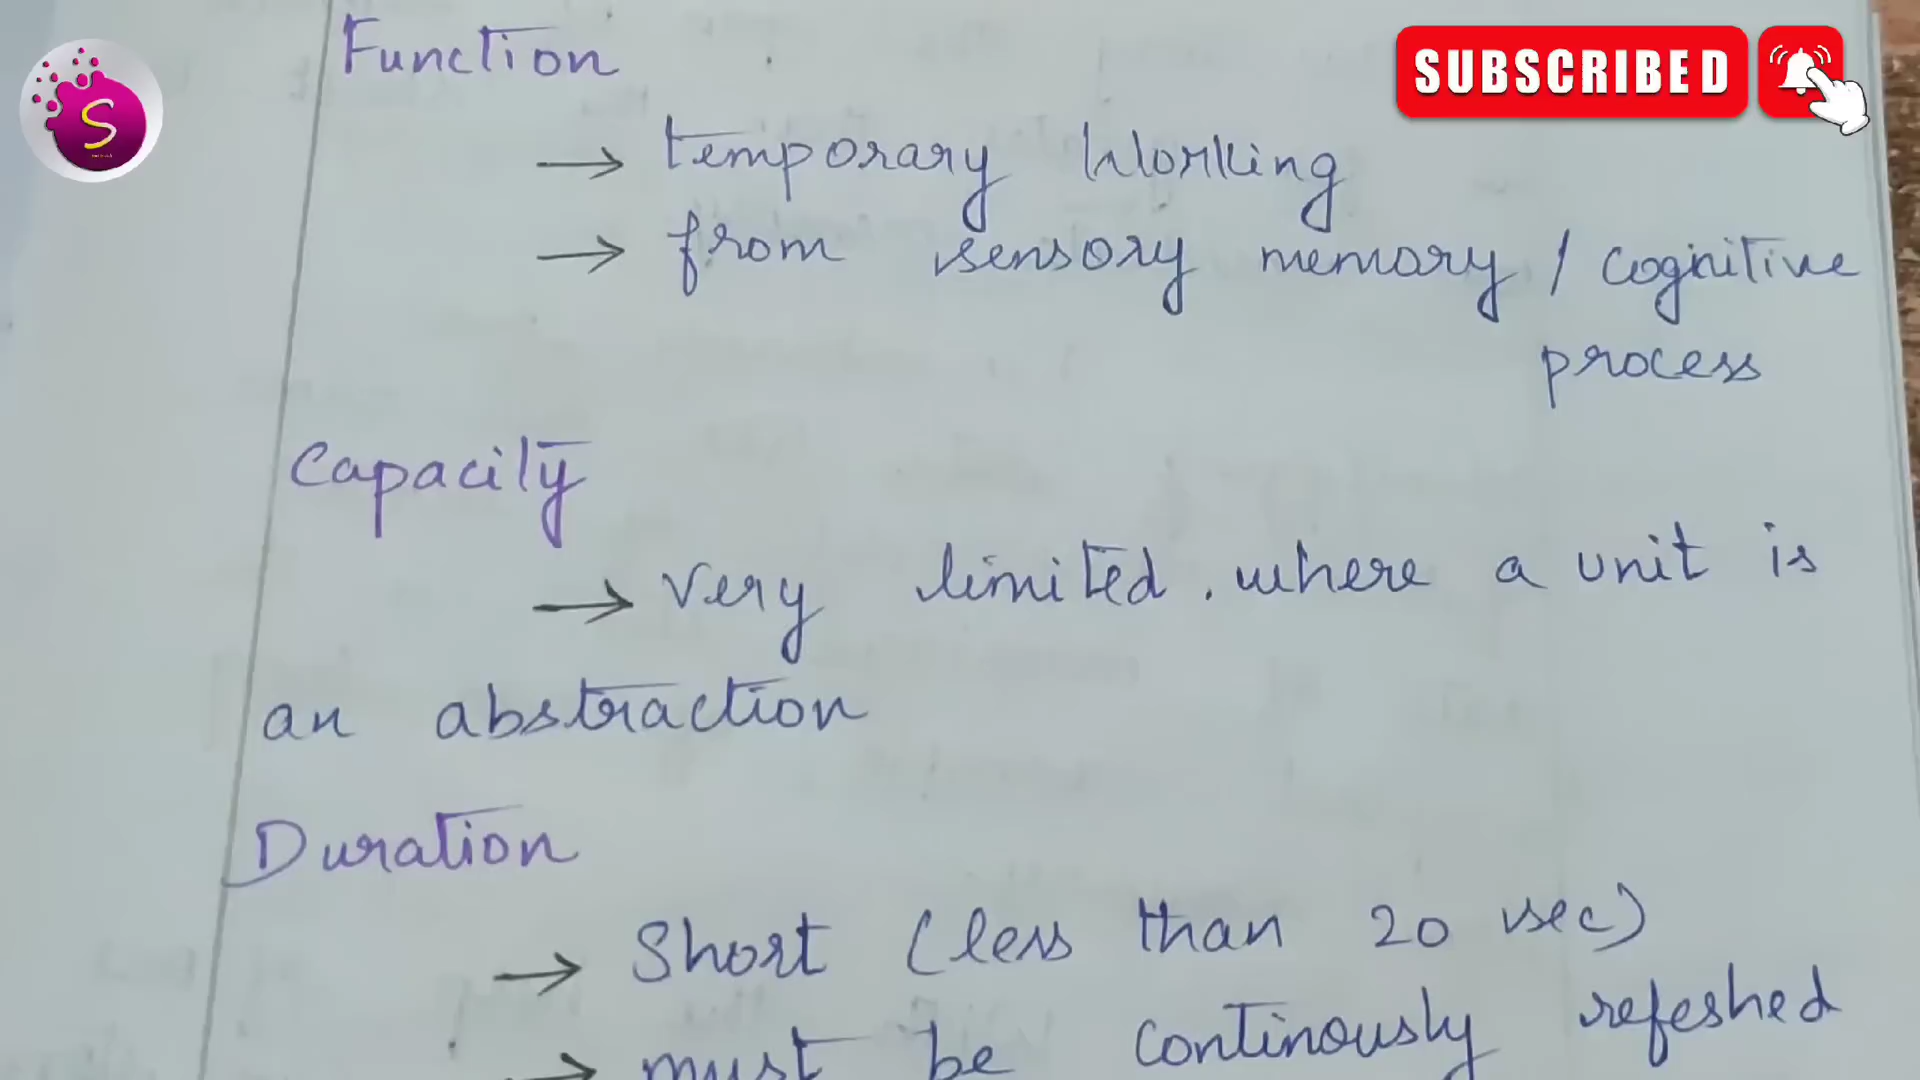 Function
SUBSCRIBED
S
→ temporary Working
→ from sensory memory / cognitive
process
Capacity
→ Very limited. where a unit is
an abstraction
Duration
→ Short (less than 20 sec)
→ must be continously refeshed